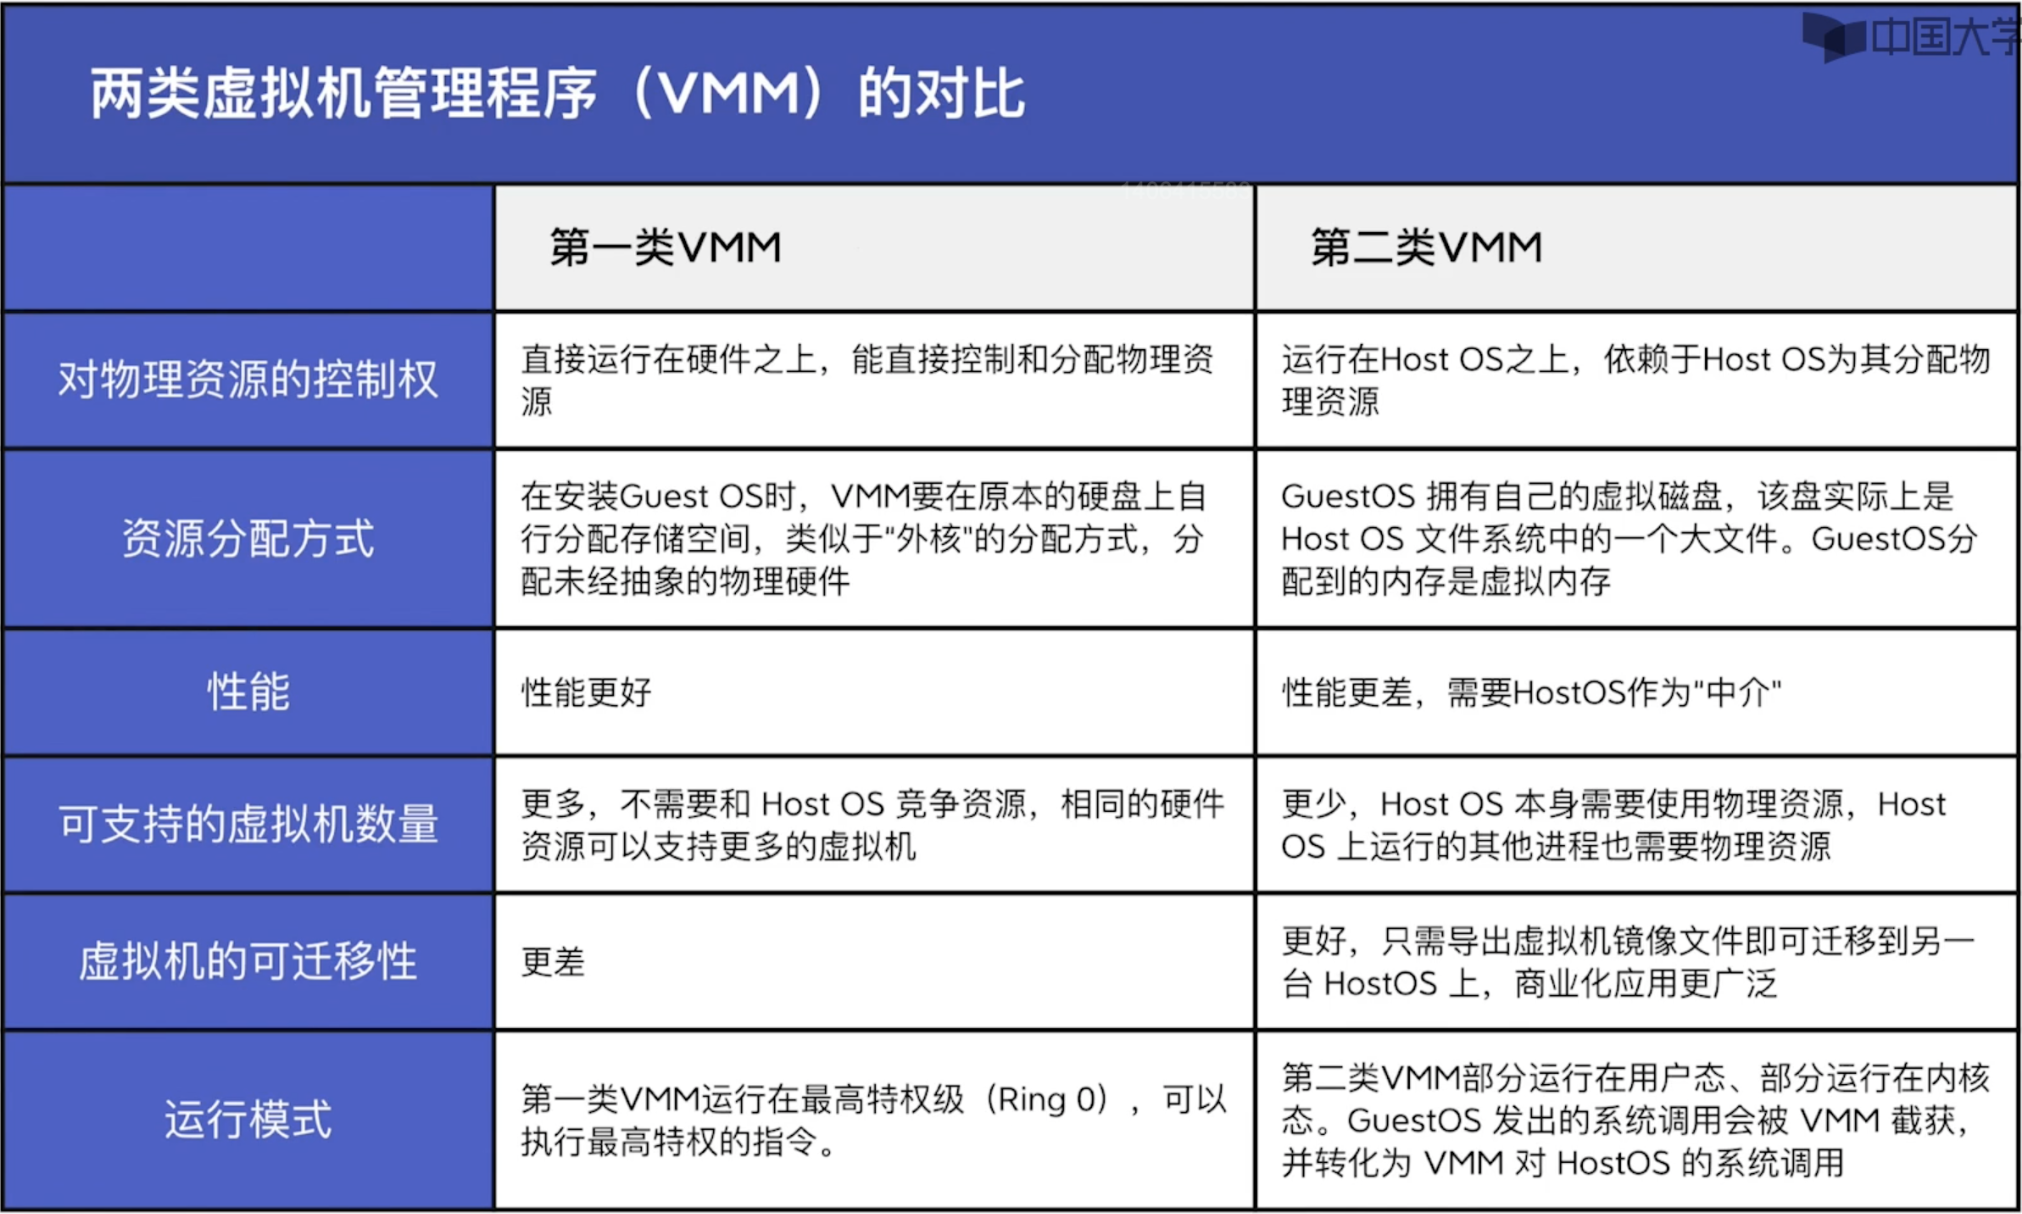 中国大学
两类虚拟机管理程序（VMM）的对比
第一类VMM
第二类VMM
对物理资源的控制权
直接运行在硬件之上，能直接控制和分配物理资
源
运行在Host OS之上，依赖于Host OS为其分配物
理资源
资源分配方式
在安装Guest OS时，VMM要在原本的硬盘上自
行分配存储空间，类似于“外核"的分配方式，分
配未经抽象的物理硬件
GuestOS 拥有自己的虚拟磁盘，该盘实际上是
Host OS 文件系统中的一个大文件。GuestOS分
配到的内存是虚拟内存
性能
性能更好
性能更差，需要HostOS作为“中介"
可支持的虚拟机数量
更多，不需要和 Host OS 竞争资源，相同的硬件
资源可以支持更多的虚拟机
更少，Host OS 本身需要使用物理资源，Host
OS 上运行的其他进程也需要物理资源
虚拟机的可迁移性
更差
更好，只需导出虚拟机镜像文件即可迁移到另一
台 HostOS 上，商业化应用更广泛
运行模式
第一类VMM运行在最高特权级（Ring 0），可以
执行最高特权的指令。
第二类VMM部分运行在用户态、部分运行在内核
态。GuestOS 发出的系统调用会被 VMM 截获，
并转化为 VMM 对 HostOS 的系统调用